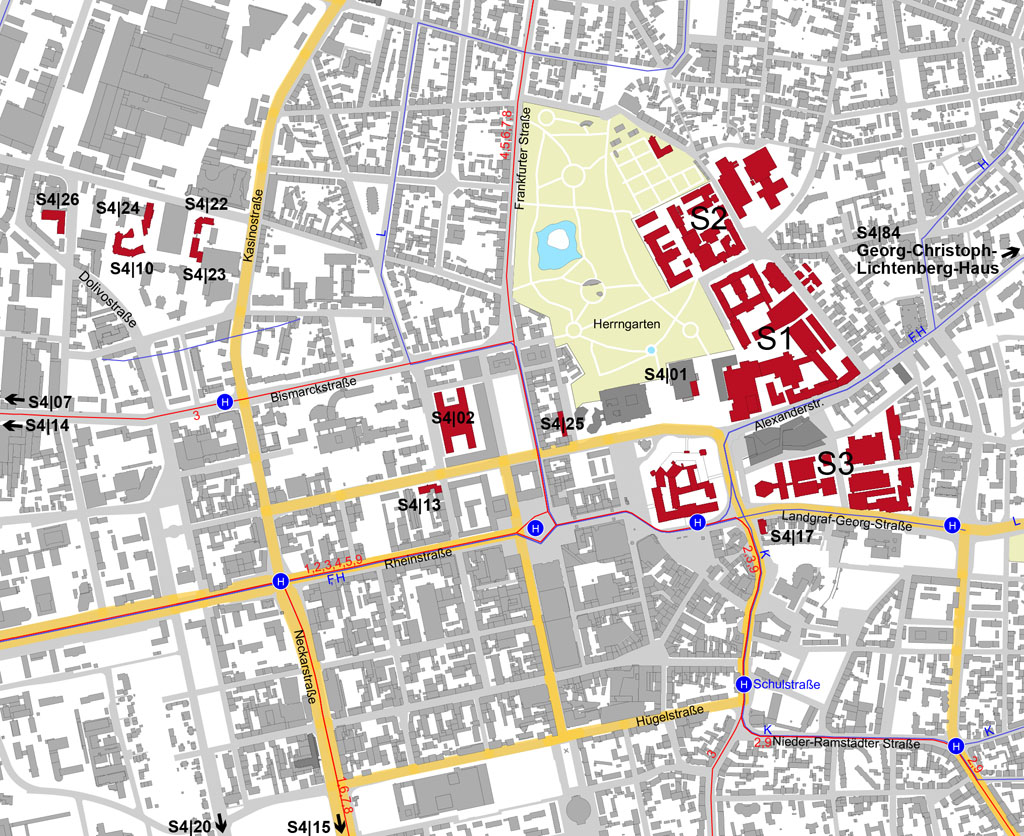 4,5,6,7,8
Frankfurter Straße
H
S4|26
S4|24
S4|22
S2
Kasinostraße
L
S4|84
Georg-Christoph-
Lichtenberg-Haus
S4|10
S4|23
Dolivostraße
Herrngarten
S1
F,H
S4|01
Bismarckstraße
S4|07
H
3
S4|14
S4|02
S4|25
Alexanderstr.
S3
S4|13
H
H
Landgraf-Georg-Straße
H
L
S4|17
1,2,3,4,5,9
F,H
Rheinstraße
2,3,9
K
H
Neckarstraße
H
Schulstraße
Hügelstraße
K
2,9
Nieder-Ramstädter Straße
K
H
3
2,9
1,6,7,8
S4|20
S4|15